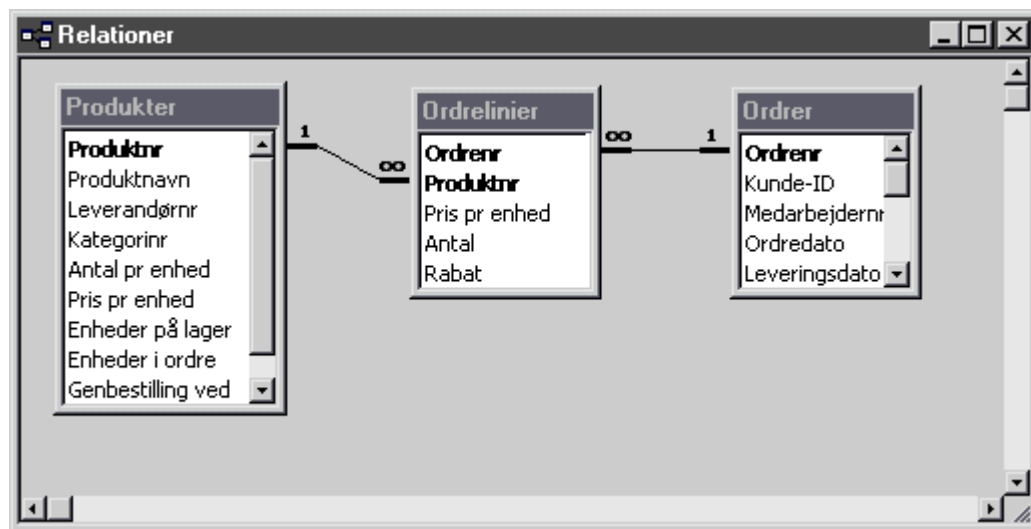 Relationer
Produkter
Produktnr
Produktnavn
Leverandørnr
Kategorinr
Antal pr enhed
Pris pr enhed
Enheder på lager
Enheder i ordre
Genbestilling ved
1
∞
Ordrelinier
Ordrenr
Produktnr
Pris pr enhed
Antal
Rabat
∞
1
Ordrer
Ordrenr
Kunde-ID
Medarbejdernr
Ordredato
Leveringsdato